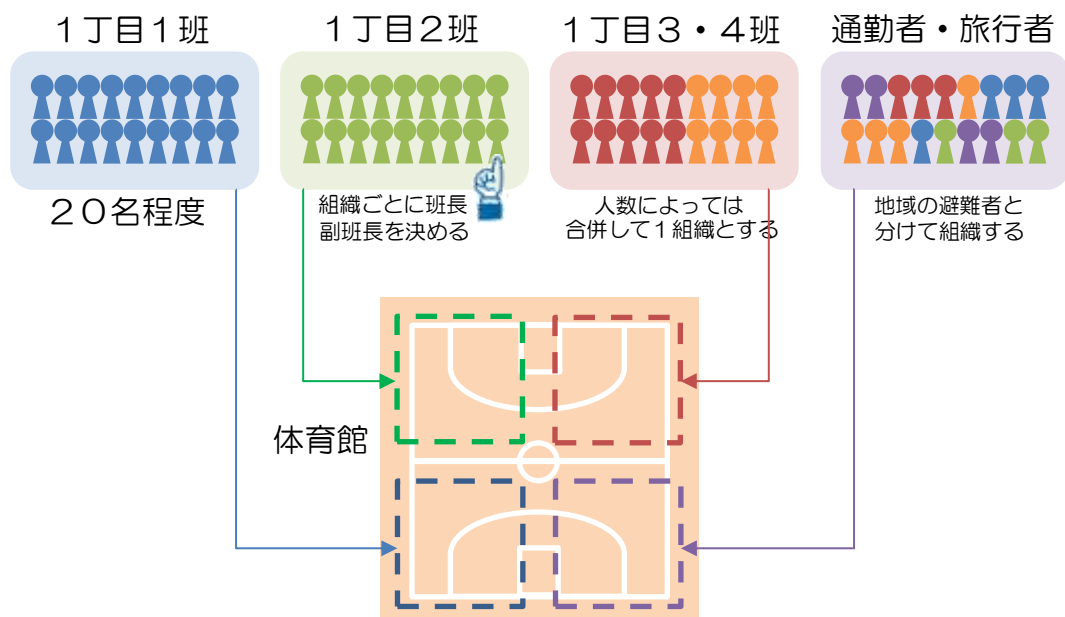 1丁目1班
1丁目2班
1丁目3・4班
通勤者・旅行者
20名程度
組織ごとに班長
副班長を決める
人数によっては
合併して1組織とする
地域の避難者と
分けて組織する
体育館